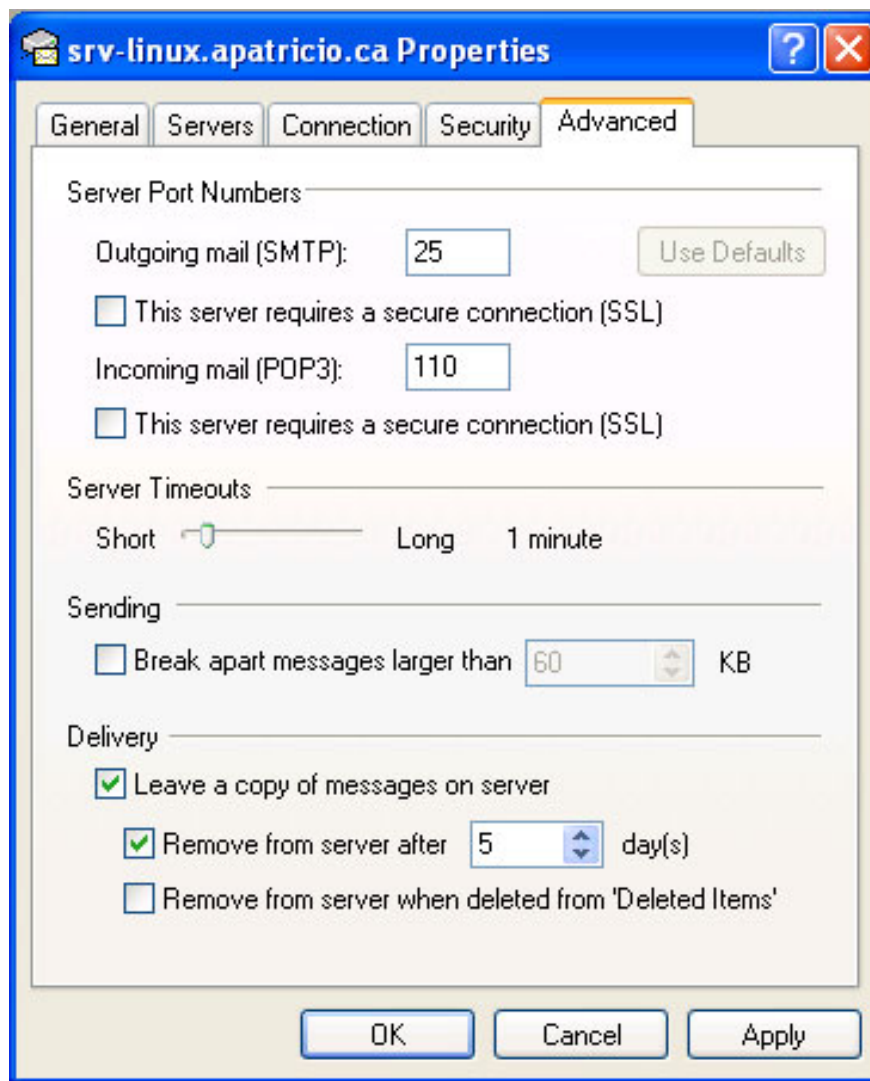 srv-linux.apatricio.ca Properties
General Servers Connection Security Advanced
Server Port Numbers
Outgoing mail (SMTP): 25 Use Defaults
This server requires a secure connection (SSL)
Incoming mail (POP3): 110
This server requires a secure connection (SSL)
Server Timeouts
Short Long 1 minute
Sending
Break apart messages larger than 60 KB
Delivery
Leave a copy of messages on server
Remove from server after 5 day(s)
Remove from server when deleted from 'Deleted Items'
OK Cancel Apply